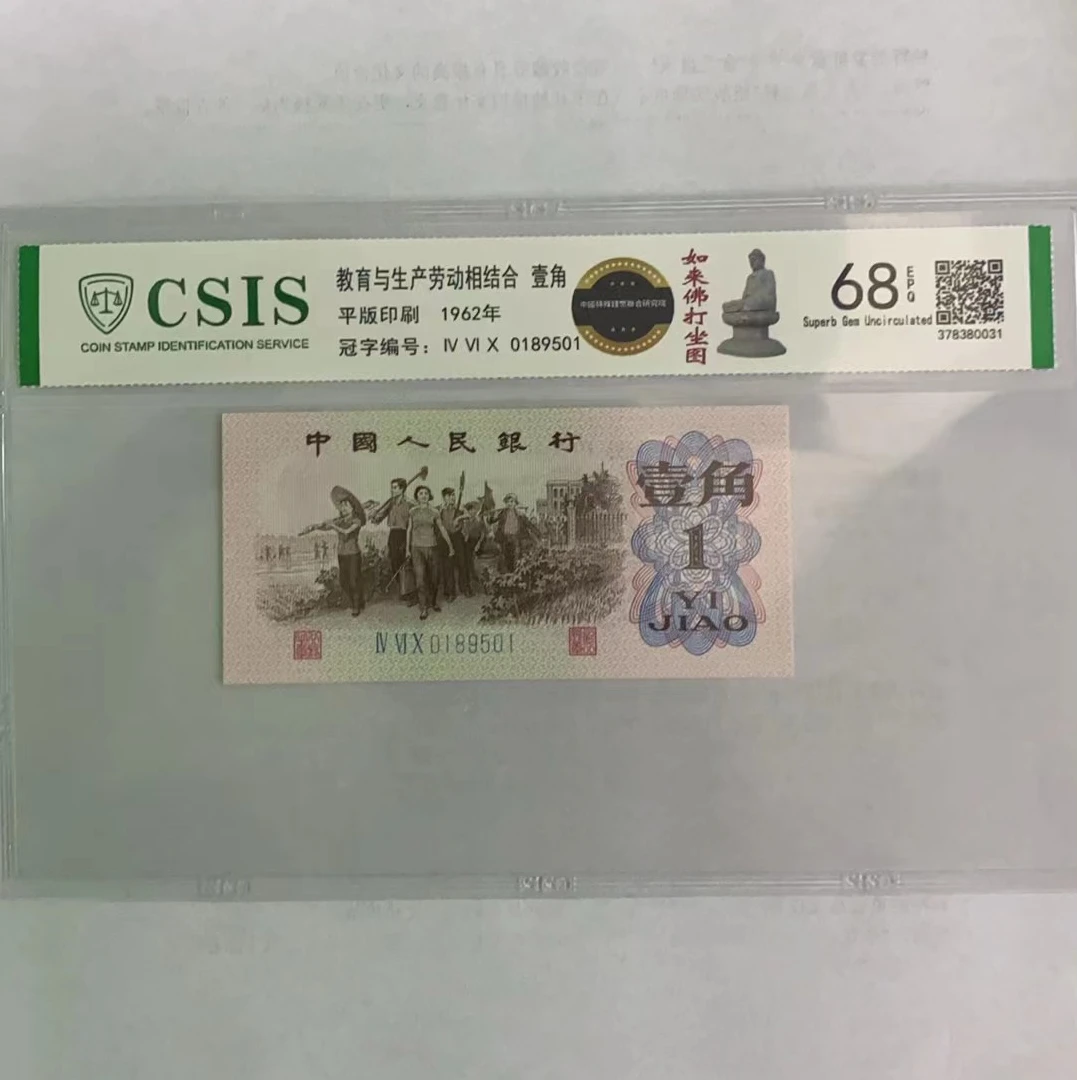 CSIS
COIN STAMP IDENTIFICATION SERVICE
教育与生产劳动相结合 壹角
平版印刷 1962年
冠字编号：Ⅳ Ⅵ Ⅹ 0189501
如来佛打坐图
68
EPQ
Superb Gem Uncirculated
378380031
中國人民銀行
壹角
1
YI
JIAO
Ⅳ Ⅵ Ⅹ 0189501